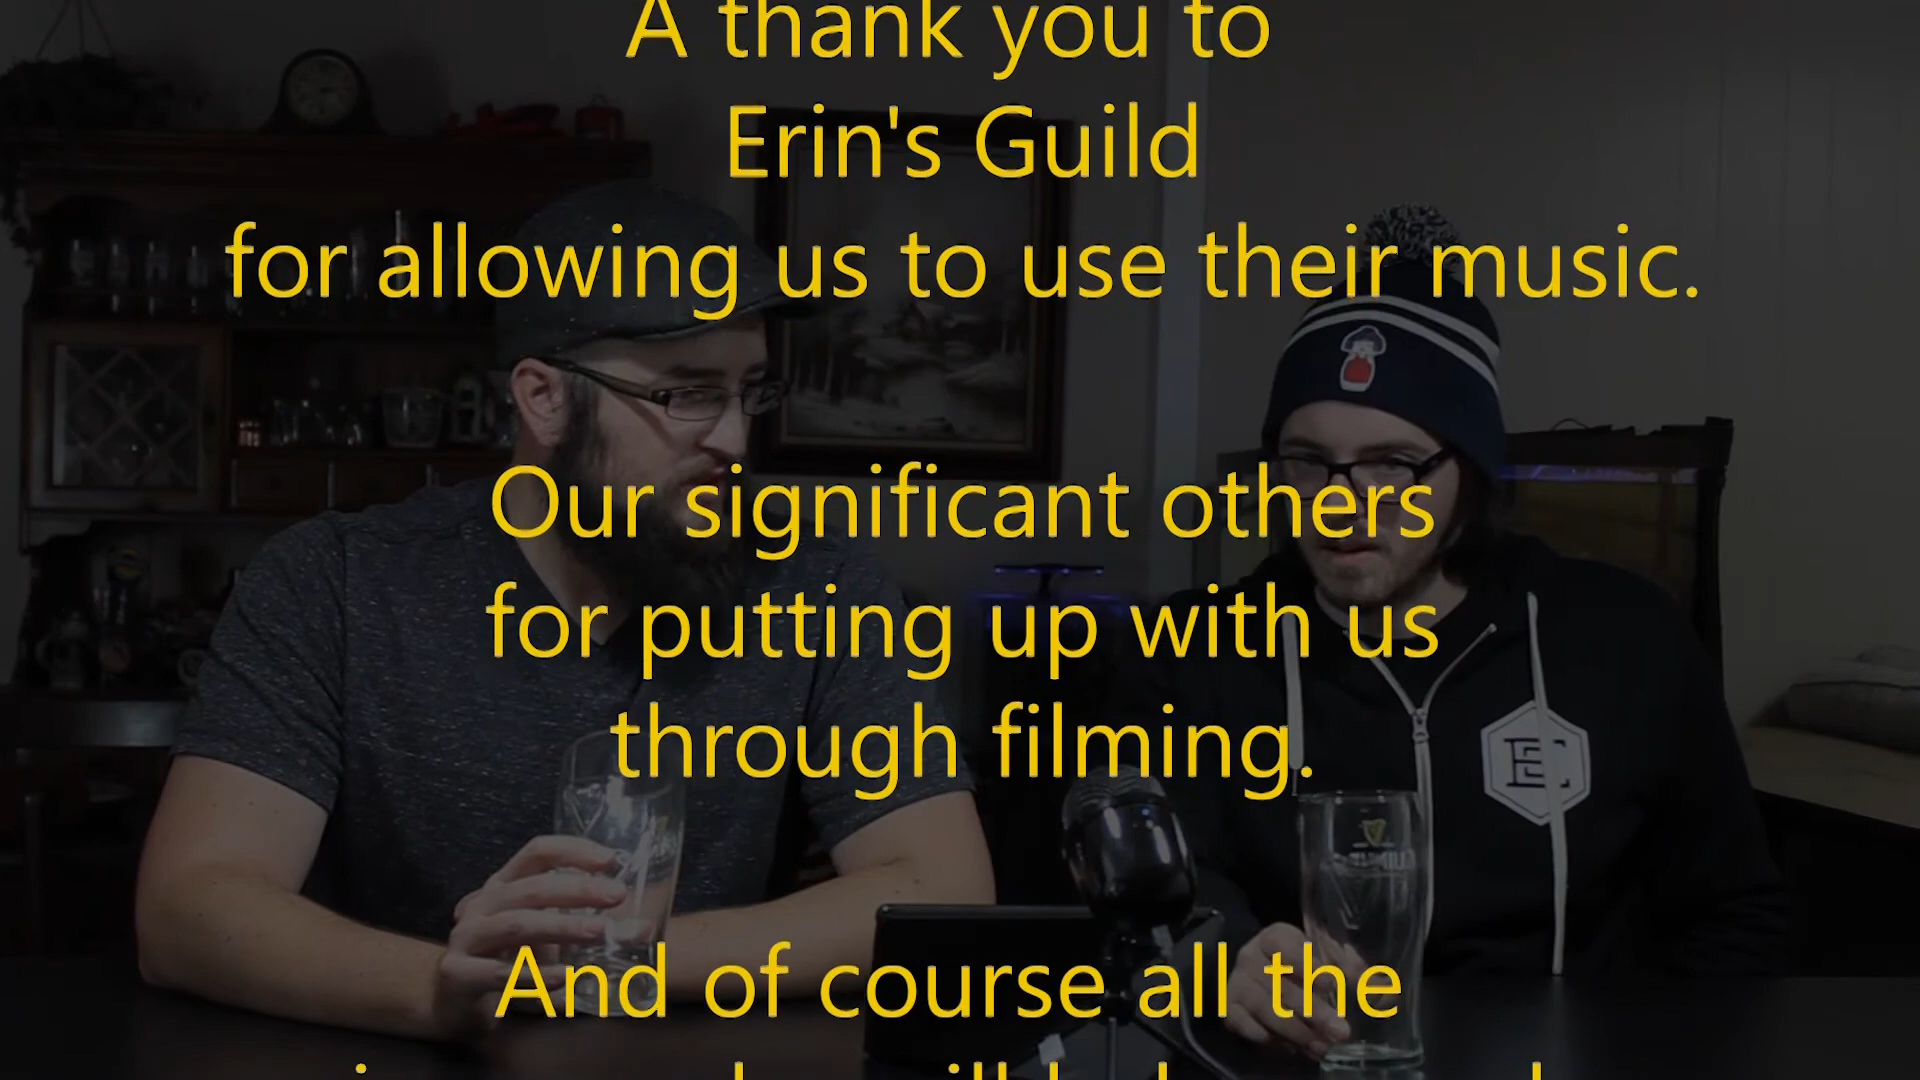 A thank you to
Erin's Guild
for allowing us to use their music.
Our significant others
for putting up with us
through filming.
And of course all the